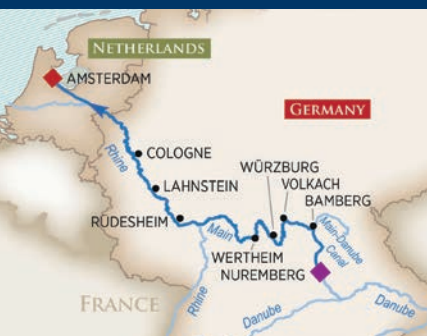 NETHERLANDS
AMSTERDAM
GERMANY
Rhine
COLOGNE
LAHNSTEIN
WÜRZBURG
VOLKACH
BAMBERG
RÜDESHEIM
Main
Main-Danube
Canal
WERTHEIM
NUREMBERG
FRANCE
Rhine
Danube
Danube